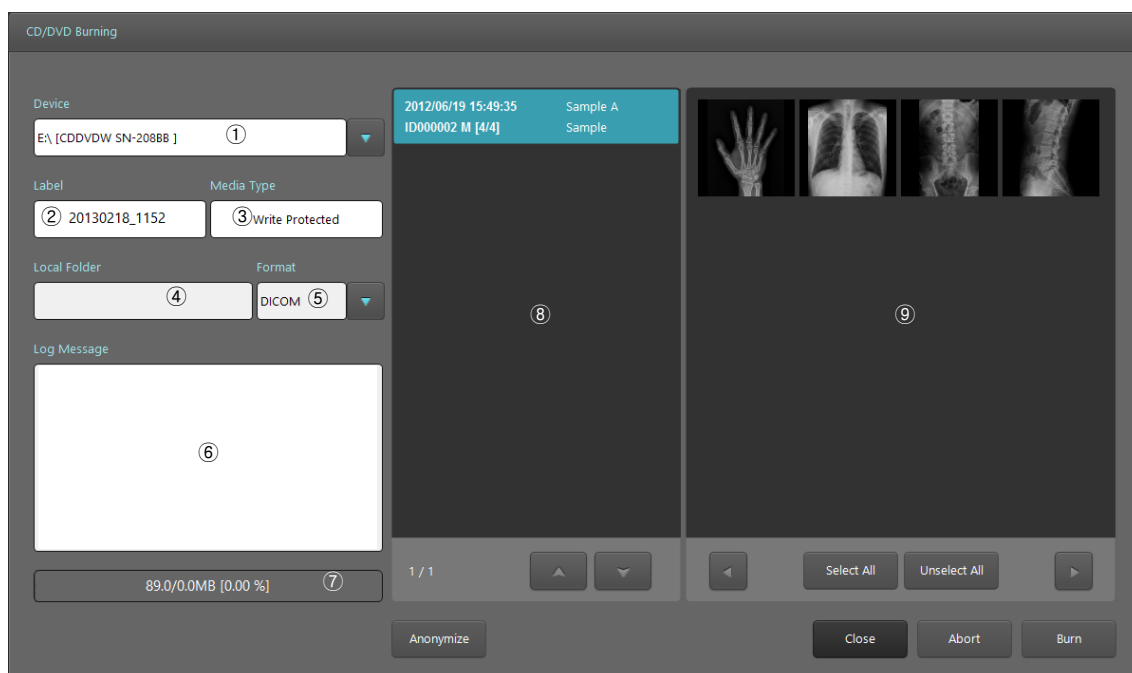 CD/DVD Burning
Device
E:\ [CDDVDW SN-208BB ] ①
Label Media Type
② 20130218_1152 ③ Write Protected
Local Folder Format
④ DICOM ⑤
Log Message
⑥
89.0/0.0MB [0.00 %] ⑦
2012/06/19 15:49:35 Sample A
ID000002 M [4/4] Sample
⑧
1 / 1
⑨
Select All Unselect All
Anonymize Close Abort Burn